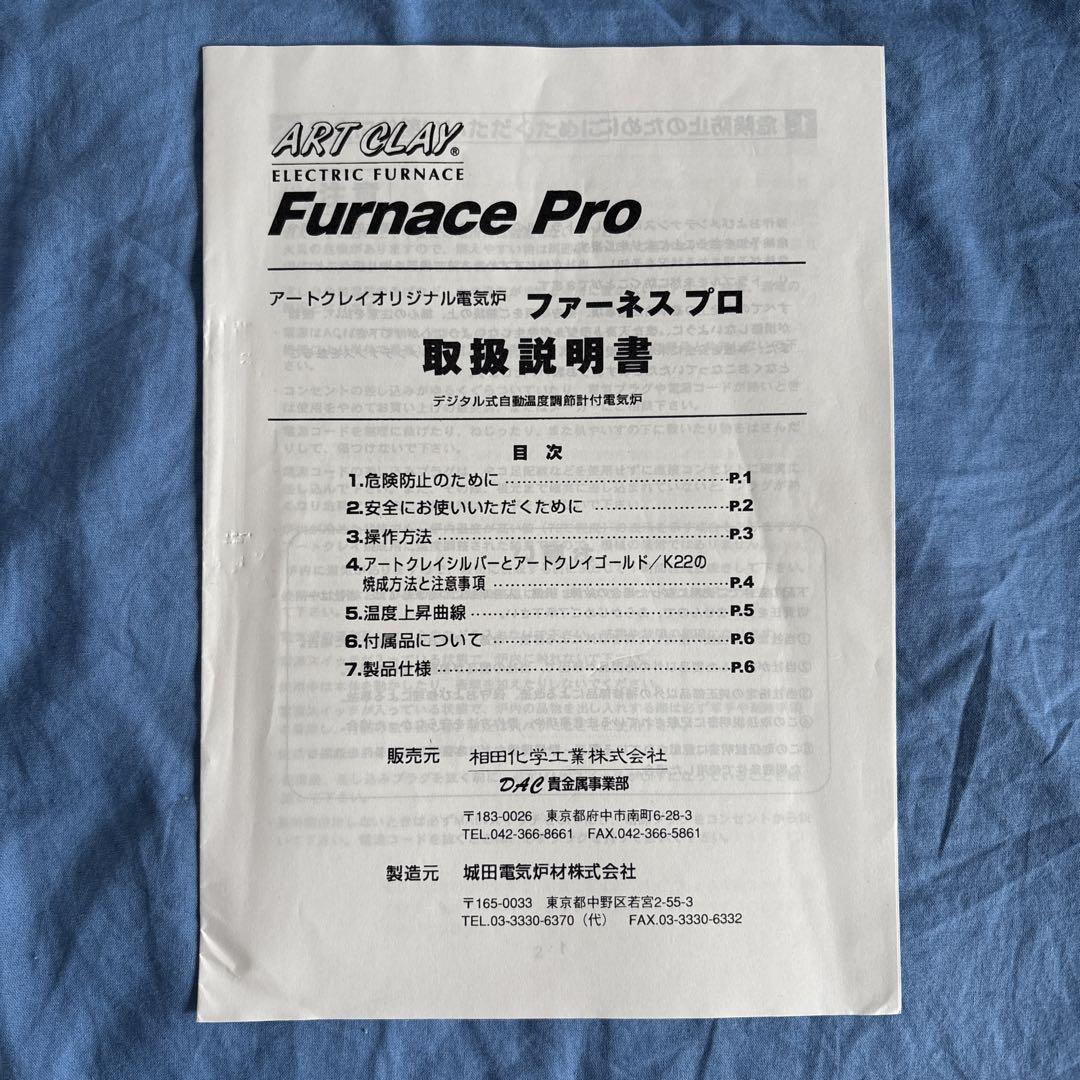 ART CLAY®
ELECTRIC FURNACE
Furnace Pro
アートクレイオリジナル電気炉 ファーネス プロ
取扱説明書
デジタル式自動温度調節計付電気炉
目 次
1.危険防止のために ････････････････････････････ P.1
2.安全にお使いいただくために ････････････････････ P.2
3.操作方法 ････････････････････････････････････ P.3
4.アートクレイシルバーとアートクレイゴールド／K22の
焼成方法と注意事項 ････････････････････････････ P.4
5.温度上昇曲線 ････････････････････････････････ P.5
6.付属品について ･･････････････････････････････ P.6
7.製品仕様 ････････････････････････････････････ P.6
販売元 相田化学工業株式会社
DAC 貴金属事業部
〒183-0026 東京都府中市南町6-28-3
TEL.042-366-8661 FAX.042-366-5861
製造元 城田電気炉材株式会社
〒165-0033 東京都中野区若宮2-55-3
TEL.03-3330-6370（代） FAX.03-3330-6332